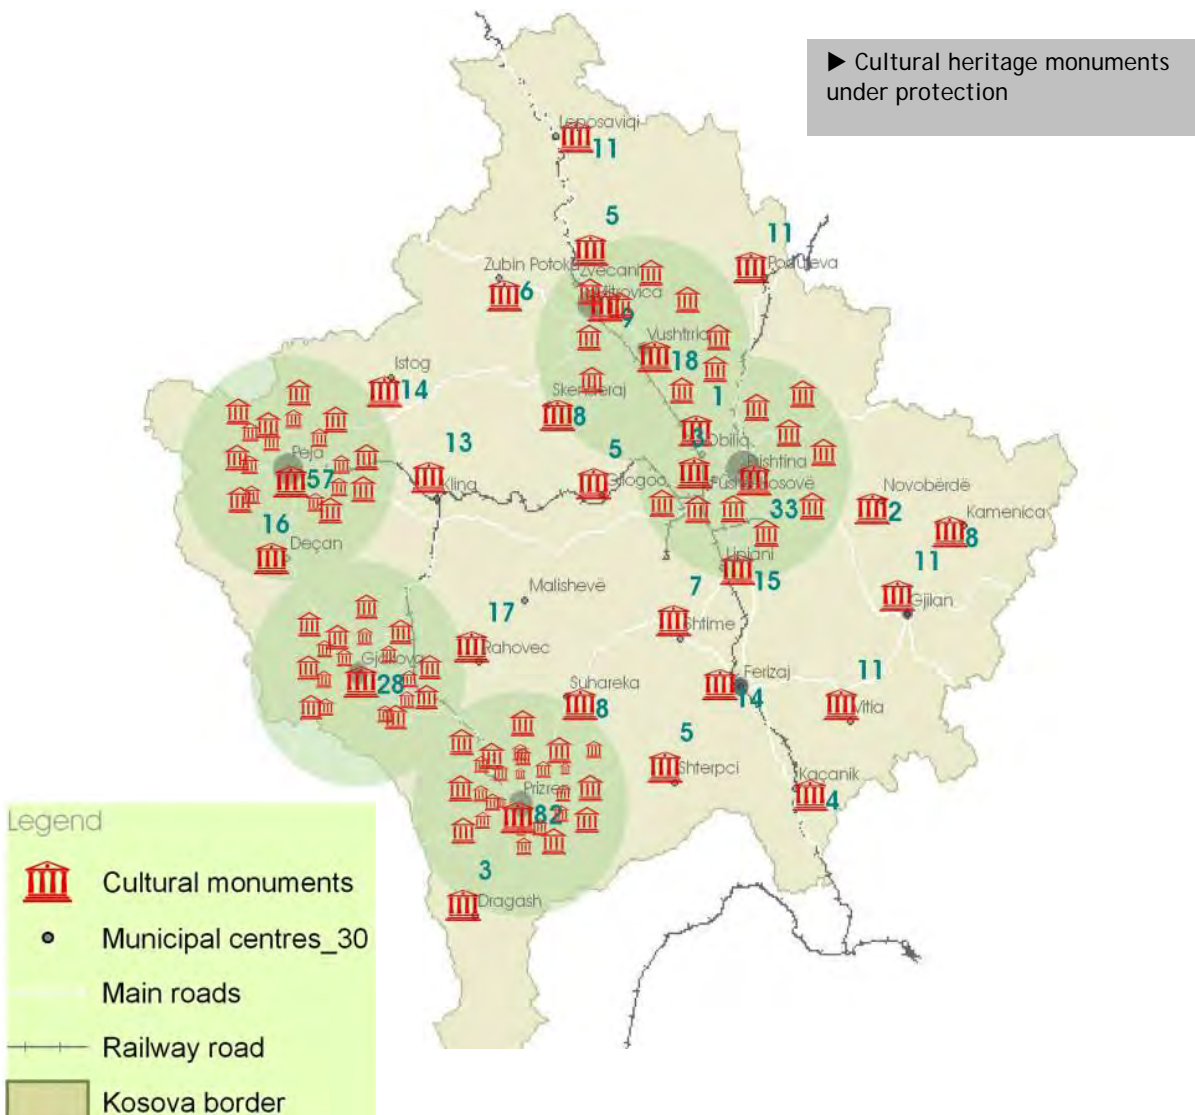 ▶ Cultural heritage monuments
under protection
Leposaviqi
11
5
11
Zubin Potoku
Zvecani
Podujeva
6
Mitrovica
9
Vushtrria
18
Istog
14
1
Skenderaj
8
Obiliq
3
13
5
Peja
57
Klina
Gllogoc
Prishtina
Fushë Kosovë
33
Novobërdë
2
Kamenica
8
16
Deçan
11
Lipjani
15
Malishevë
7
Gjilan
17
Shtime
Rahovec
Gjakova
28
Ferizaj
14
11
Suhareka
8
Vitia
5
Shterpci
Kaçanik
4
Prizren
82
3
Dragash
Legend
Cultural monuments
Municipal centres_30
Main roads
Railway road
Kosova border